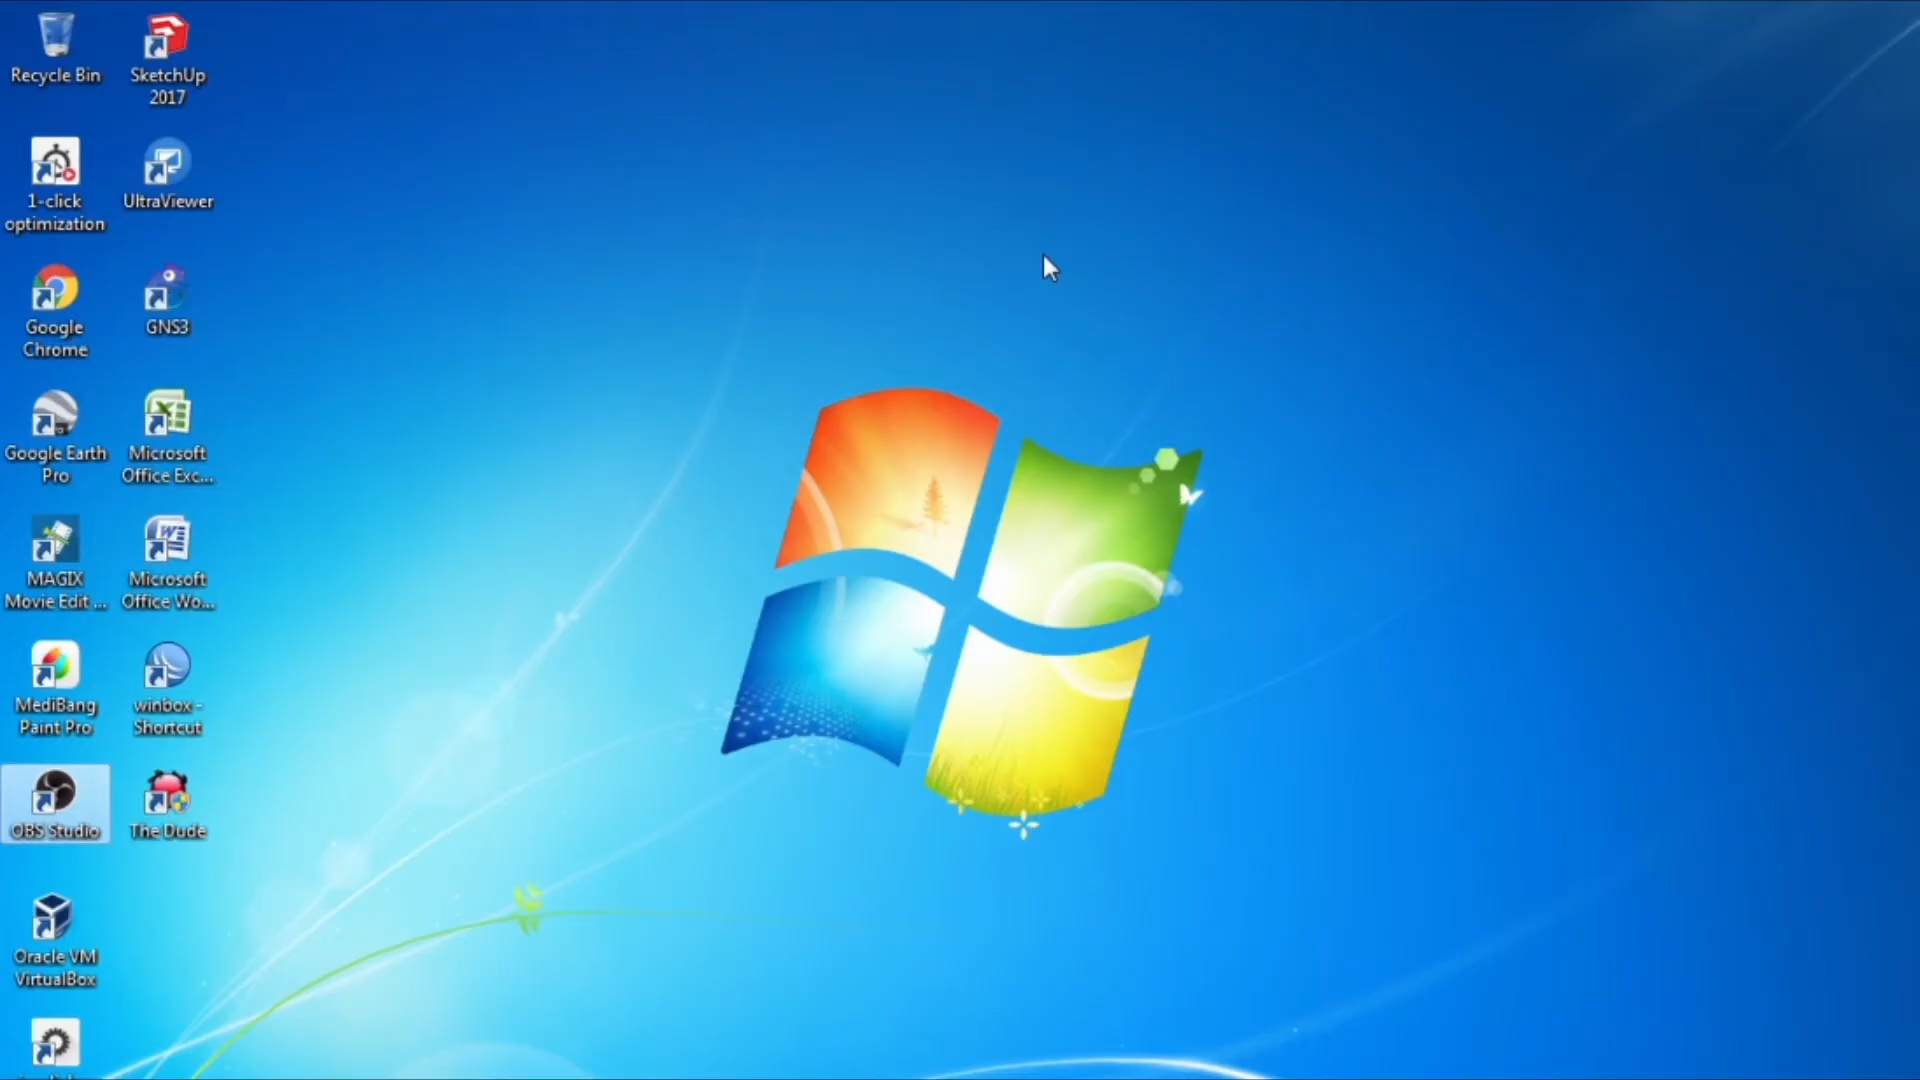 Recycle Bin
SketchUp
2017
1-click
optimization
UltraViewer
Google
Chrome
GNS3
Google Earth
Pro
Microsoft
Office Exc...
MAGIX
Movie Edit ...
Microsoft
Office Wo...
MediBang
Paint Pro
winbox -
Shortcut
OBS Studio
The Dude
Oracle VM
VirtualBox